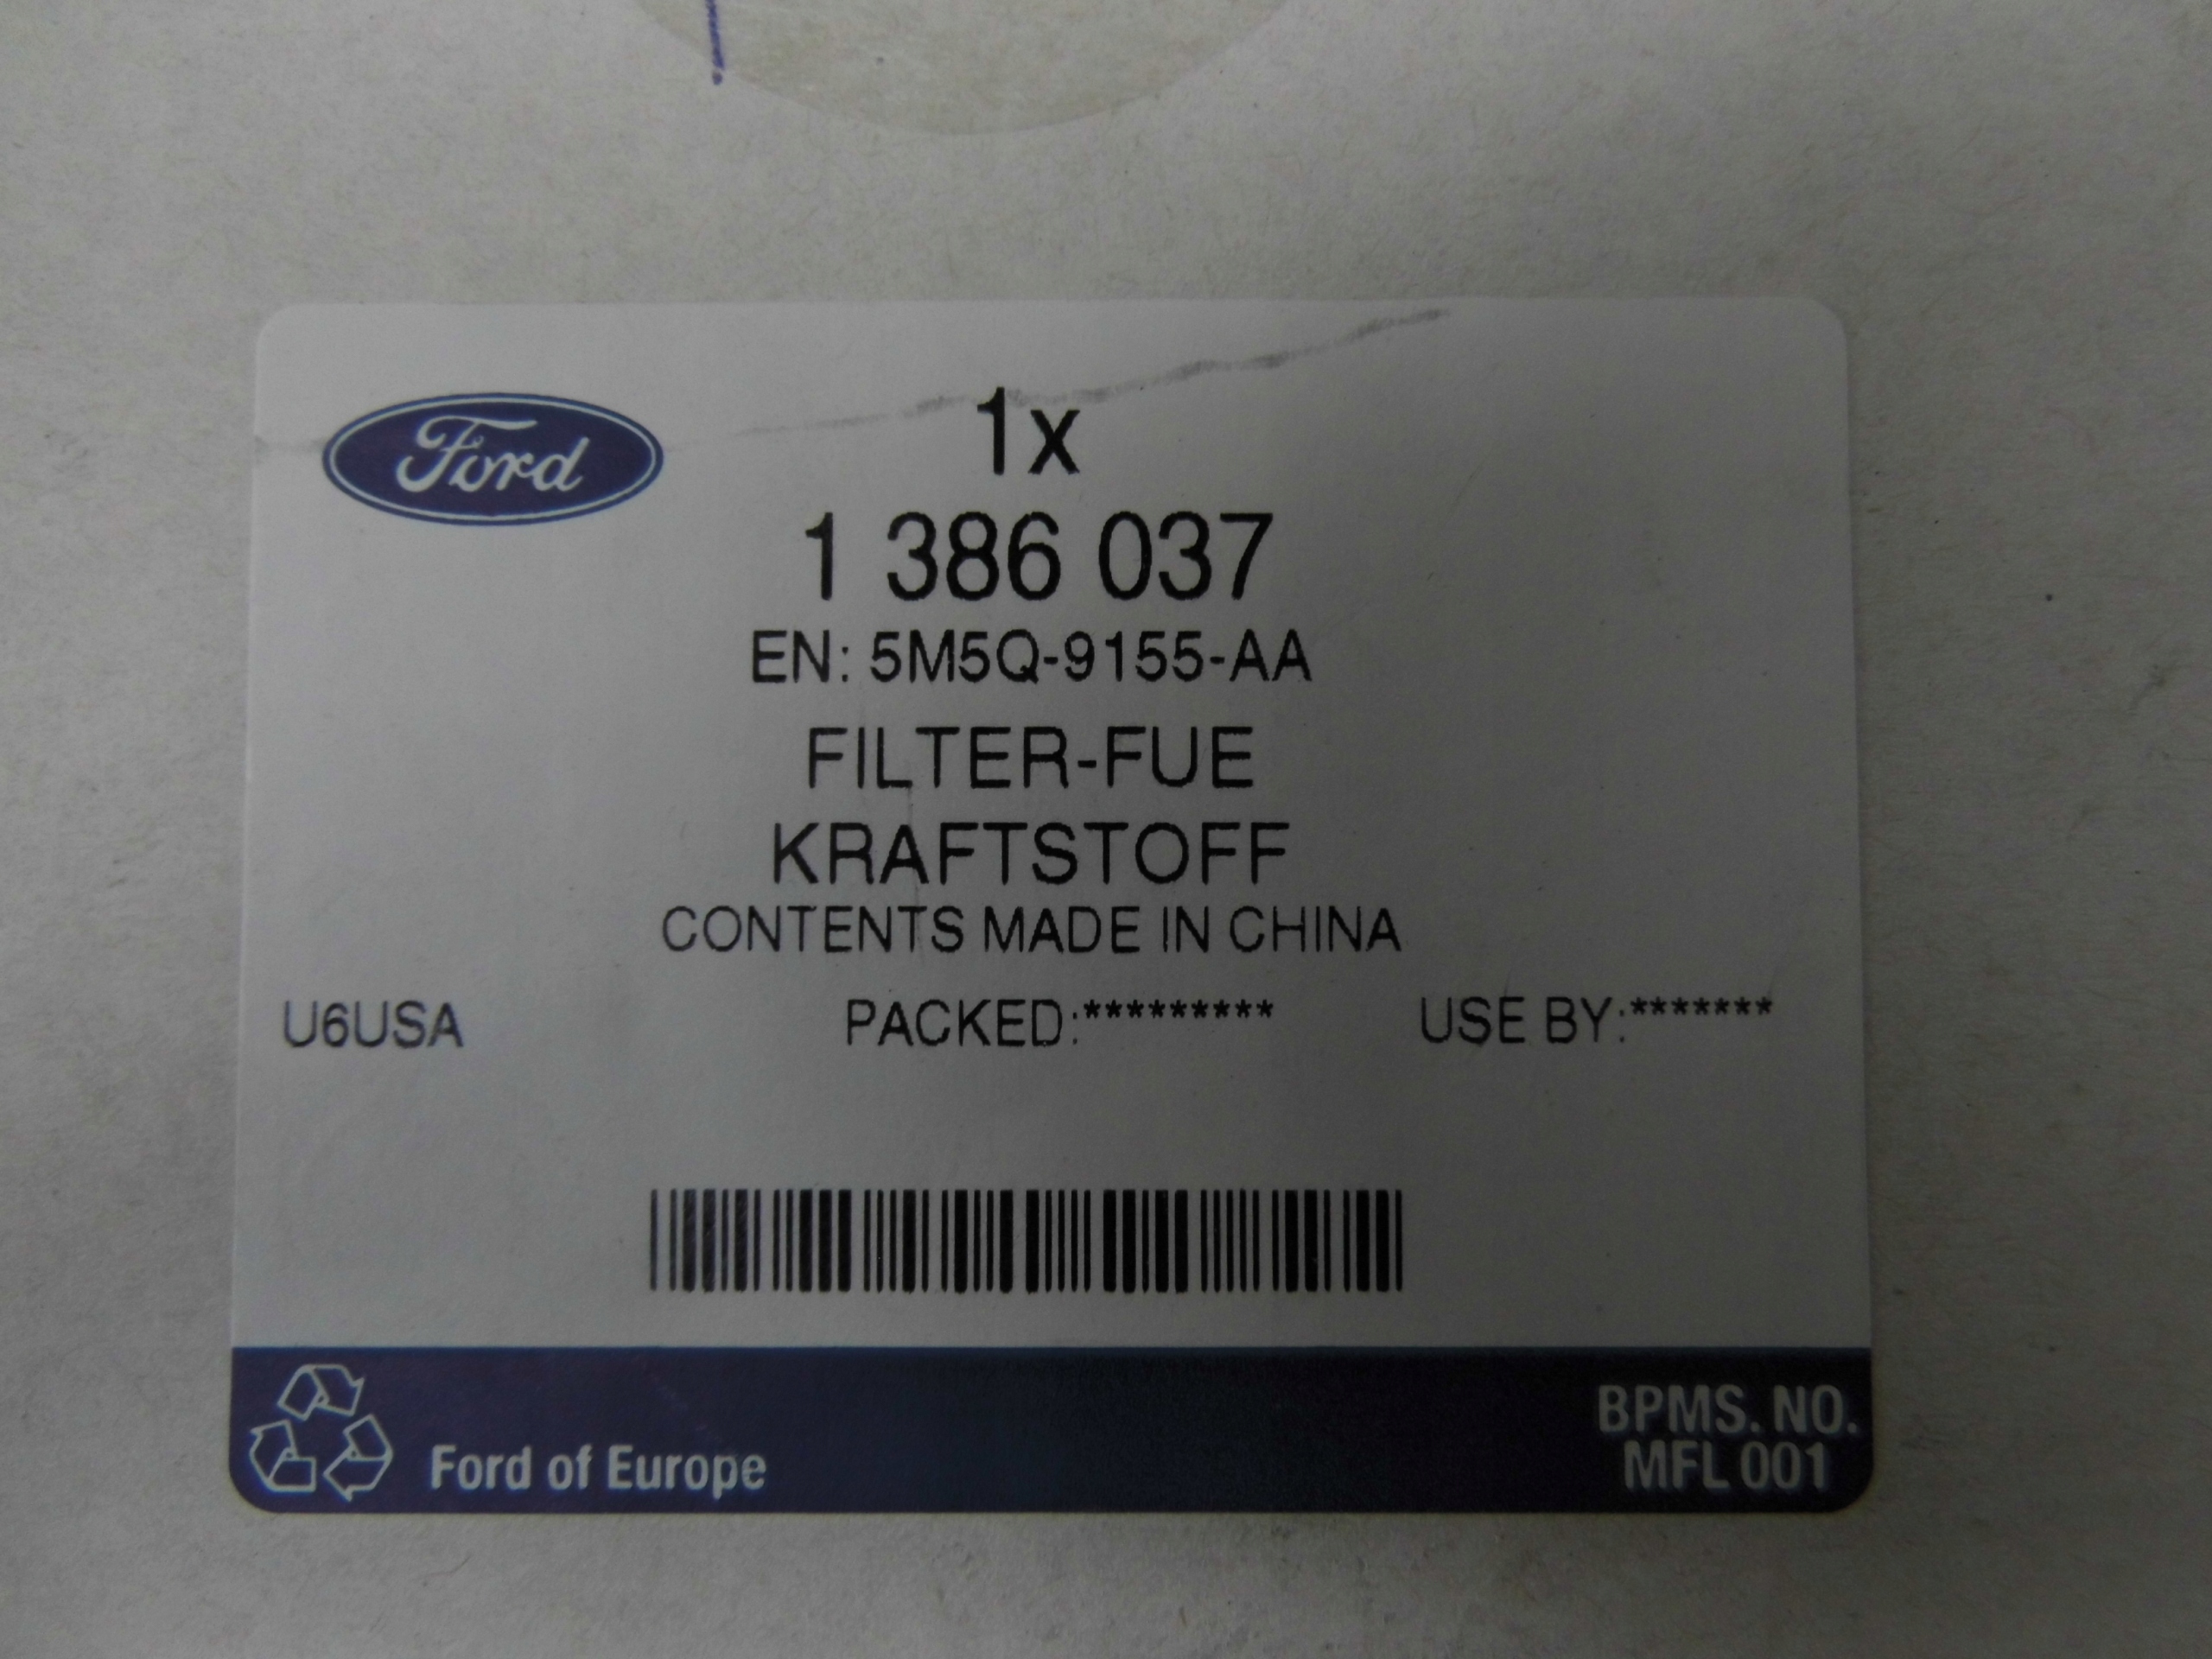 Ford
1x
1 386 037
EN: 5M5Q-9155-AA
FILTER-FUE
KRAFTSTOFF
CONTENTS MADE IN CHINA
U6USA PACKED:********* USE BY:*******
Ford of Europe
BPMS. NO.
MFL 001